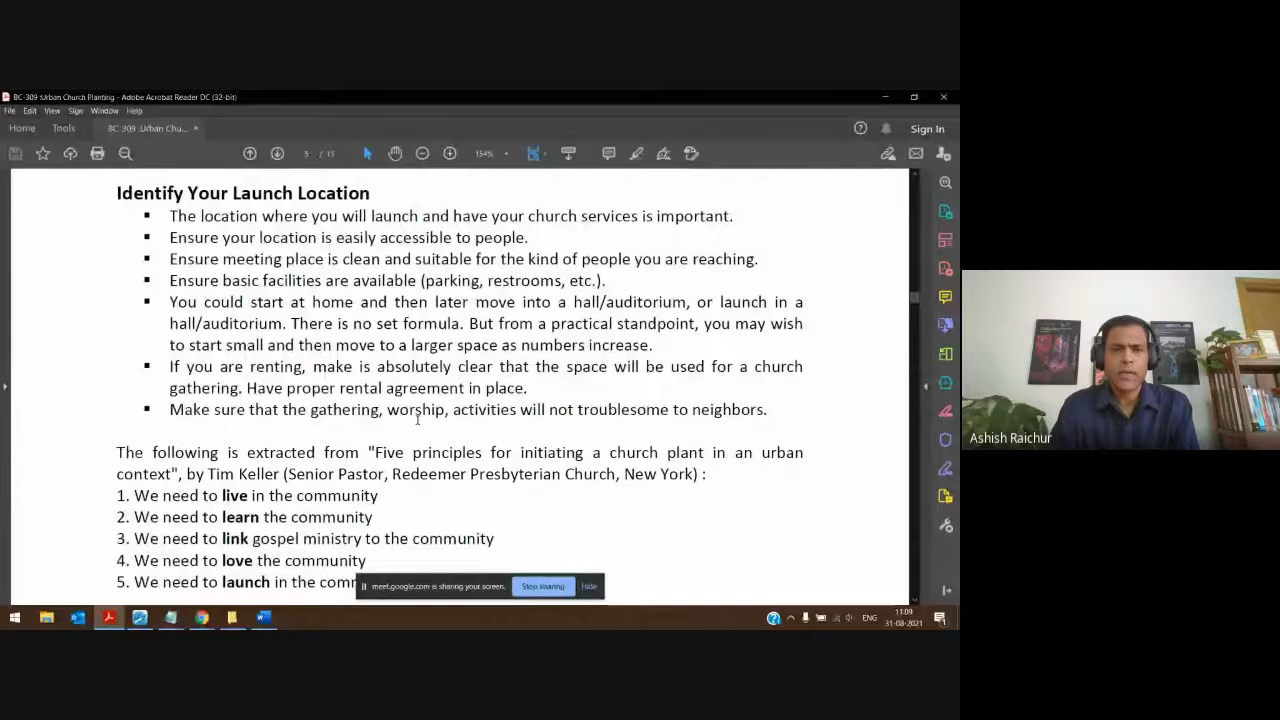 BC-309 :Urban Church Planting - Adobe Acrobat Reader DC (32-bit)
File Edit View Sign Window Help
Home Tools BC-309 :Urban Chu... × Sign In
5 / 15 154%
Identify Your Launch Location
▪ The location where you will launch and have your church services is important.
▪ Ensure your location is easily accessible to people.
▪ Ensure meeting place is clean and suitable for the kind of people you are reaching.
▪ Ensure basic facilities are available (parking, restrooms, etc.).
▪ You could start at home and then later move into a hall/auditorium, or launch in a
hall/auditorium. There is no set formula. But from a practical standpoint, you may wish
to start small and then move to a larger space as numbers increase.
▪ If you are renting, make is absolutely clear that the space will be used for a church
gathering. Have proper rental agreement in place.
▪ Make sure that the gathering, worship, activities will not troublesome to neighbors.
The following is extracted from "Five principles for initiating a church plant in an urban
context", by Tim Keller (Senior Pastor, Redeemer Presbyterian Church, New York) :
1. We need to live in the community
2. We need to learn the community
3. We need to link gospel ministry to the community
4. We need to love the community
5. We need to launch in the comm
meet.google.com is sharing your screen. Stop sharing Hide
ENG 11:09
31-08-2021
Ashish Raichur